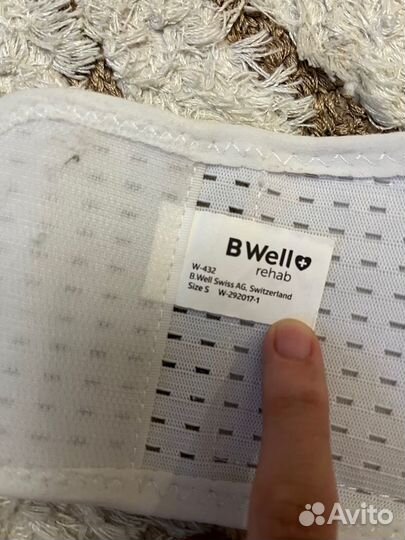 B Well
rehab
W-432
B.Well Swiss AG, Switzerland
Size S W-292017-1
Avito